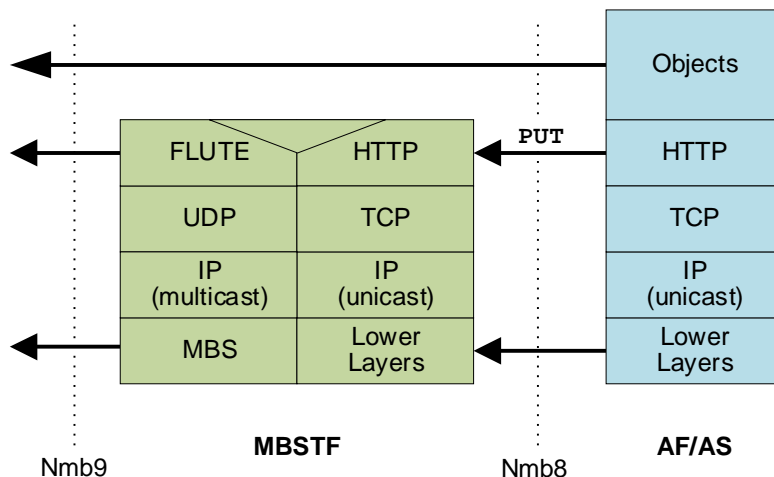 Objects
FLUTE
HTTP
PUT
HTTP
UDP
TCP
TCP
IP
(multicast)
IP
(unicast)
IP
(unicast)
MBS
Lower
Layers
Lower
Layers
MBSTF
AF/AS
Nmb9
Nmb8